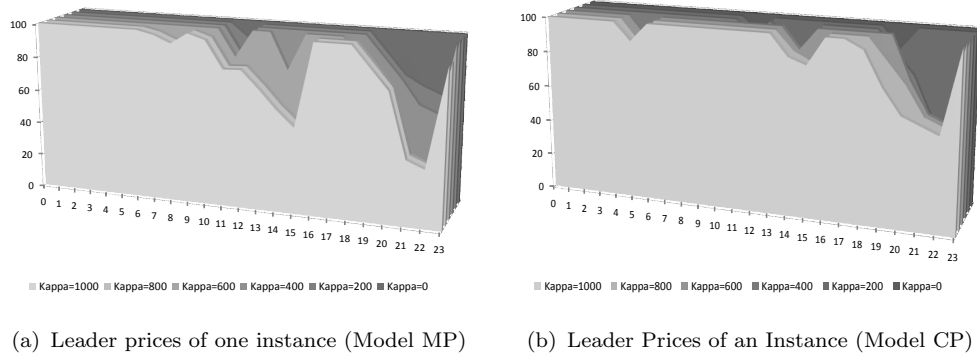 100
80
60
40
20
0
0 1 2 3 4 5 6 7 8 9 10 11 12 13 14 15 16 17 18 19 20 21 22 23
Kappa=1000 Kappa=800 Kappa=600 Kappa=400 Kappa=200 Kappa=0
(a) Leader prices of one instance (Model MP)
100
80
60
40
20
0
0 1 2 3 4 5 6 7 8 9 10 11 12 13 14 15 16 17 18 19 20 21 22 23
Kappa=1000 Kappa=800 Kappa=600 Kappa=400 Kappa=200 Kappa=0
(b) Leader Prices of an Instance (Model CP)